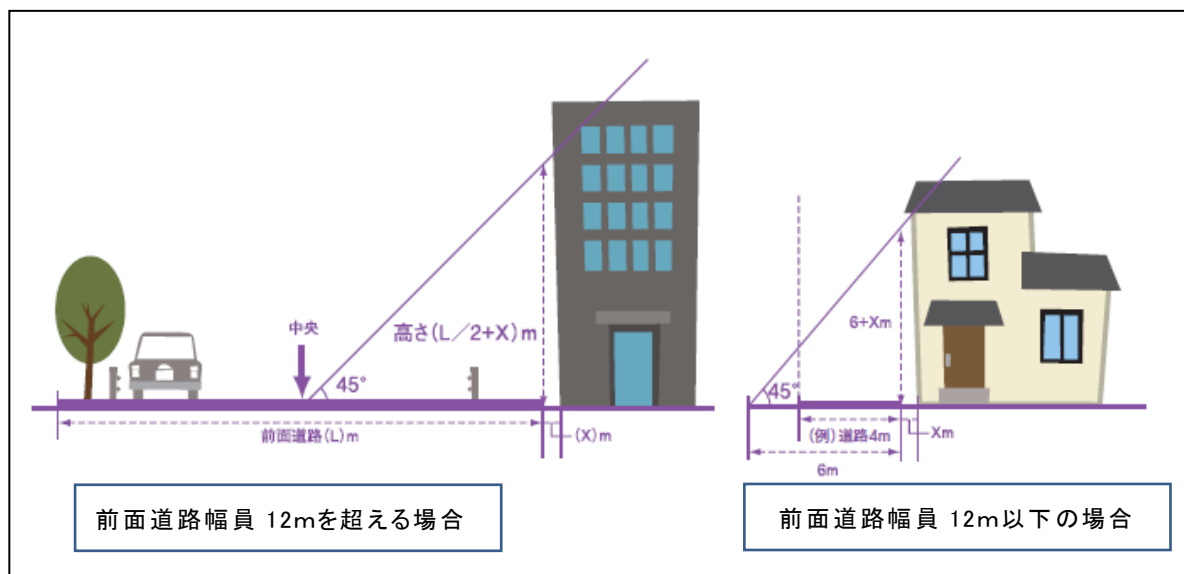 中央
高さ(L/2+X)m
45°
前面道路(L)m
(X)m
前面道路幅員 12mを超える場合
6+Xm
45°
(例)道路4m
Xm
6m
前面道路幅員 12m以下の場合